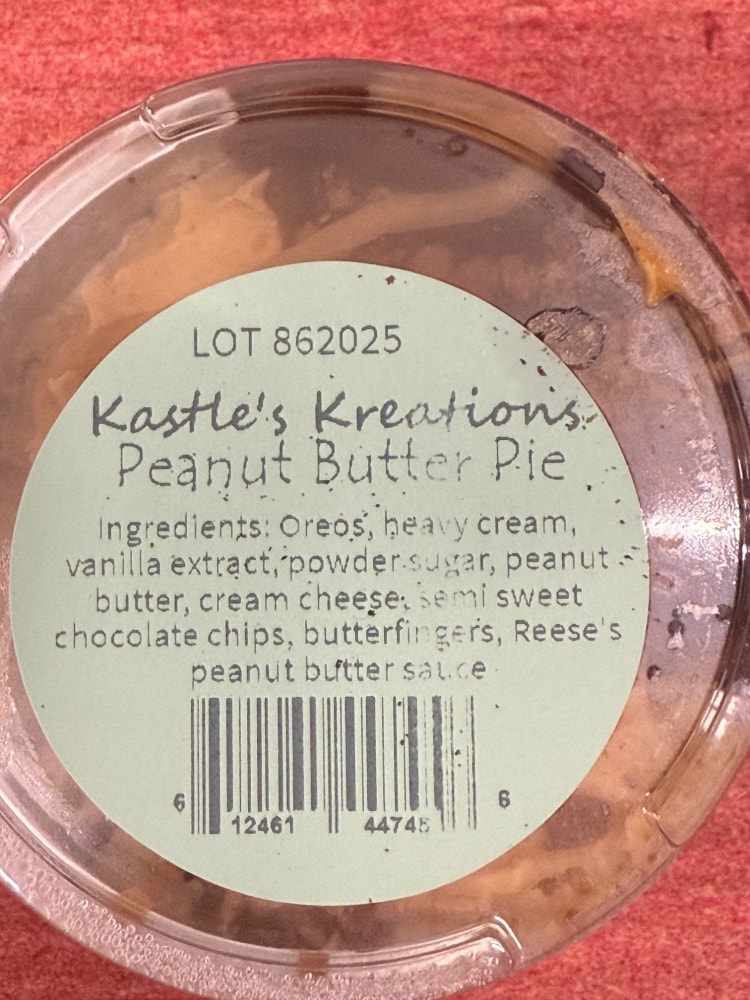 LOT 862025
Kastle's Kreations
Peanut Butter Pie
Ingredients: Oreos, heavy cream,
vanilla extract, powder sugar, peanut
butter, cream cheese, semi sweet
chocolate chips, butterfingers, Reese's
peanut butter sauce
6 12461 44745 6